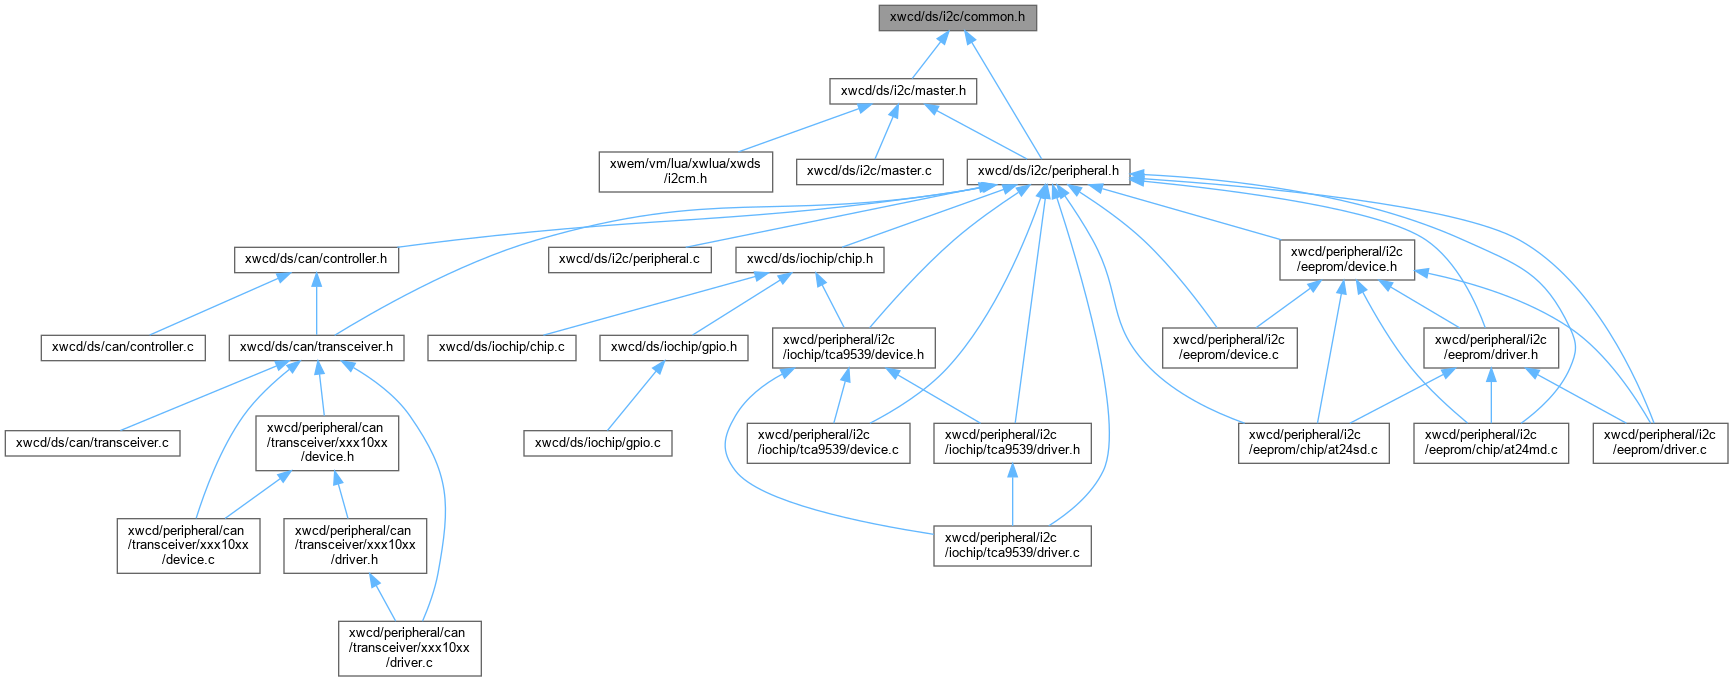 xwcd/ds/i2c/common.h
xwcd/ds/i2c/master.h
xwem/vm/lua/xwlua/xwds
/i2cm.h
xwcd/ds/i2c/master.c
xwcd/ds/i2c/peripheral.h
xwcd/ds/can/controller.h
xwcd/ds/i2c/peripheral.c
xwcd/ds/iochip/chip.h
xwcd/peripheral/i2c
/eeprom/device.h
xwcd/ds/can/controller.c
xwcd/ds/can/transceiver.h
xwcd/ds/iochip/chip.c
xwcd/ds/iochip/gpio.h
xwcd/peripheral/i2c
/iochip/tca9539/device.h
xwcd/peripheral/i2c
/eeprom/device.c
xwcd/peripheral/i2c
/eeprom/driver.h
xwcd/ds/can/transceiver.c
xwcd/peripheral/can
/transceiver/xxx10xx
/device.h
xwcd/ds/iochip/gpio.c
xwcd/peripheral/i2c
/iochip/tca9539/device.c
xwcd/peripheral/i2c
/iochip/tca9539/driver.h
xwcd/peripheral/i2c
/eeprom/chip/at24sd.c
xwcd/peripheral/i2c
/eeprom/chip/at24md.c
xwcd/peripheral/i2c
/eeprom/driver.c
xwcd/peripheral/can
/transceiver/xxx10xx
/device.c
xwcd/peripheral/can
/transceiver/xxx10xx
/driver.h
xwcd/peripheral/i2c
/iochip/tca9539/driver.c
xwcd/peripheral/can
/transceiver/xxx10xx
/driver.c